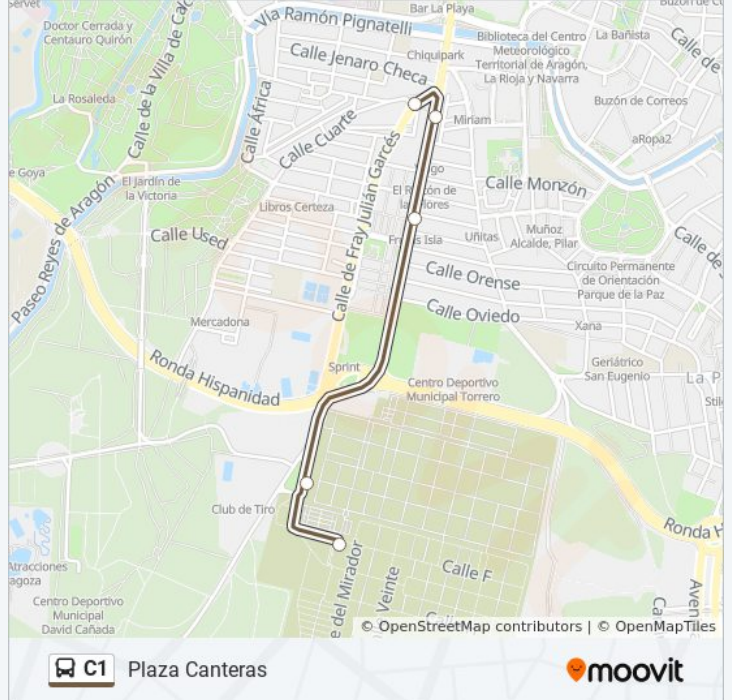 Bar La Playa
Doctor Cerrada y
Centauro Quirón
Vía Ramón Pignatelli
Biblioteca del Centro
Meteorológico
Territorial de Aragón,
La Rioja y Navarra
La Bañista
Calle de
Calle de la Villa de
Calle Jenaro Checa
Chiquipark
La Rosaleda
Calle África
Calle Cuarte
Buzón de Correos
Miriam
aRopa2
e Goya
El Jardín de
la Victoria
Calle de Fray Julián Garcés
Calle Monzón
Libros Certeza
Paseo Reyes de Aragón
Calle Used
Uñitas
Muñoz
Alcalde, Pilar
Calle de
Calle Orense
Circuito Permanente
de Orientación
Parque de la Paz
Calle Oviedo
Mercadona
Xana
Ronda Hispanidad
Sprint
Centro Deportivo
Municipal Torrero
Geriátrico
San Eugenio
La P
Club de Tiro
Ronda H
Atracciones
agoza
Centro Deportivo
Municipal
David Cañada
e del Mirador
Veinte
Calle F
Aven
© OpenStreetMap contributors | © OpenMapTiles
C1 Plaza Canteras
moovit